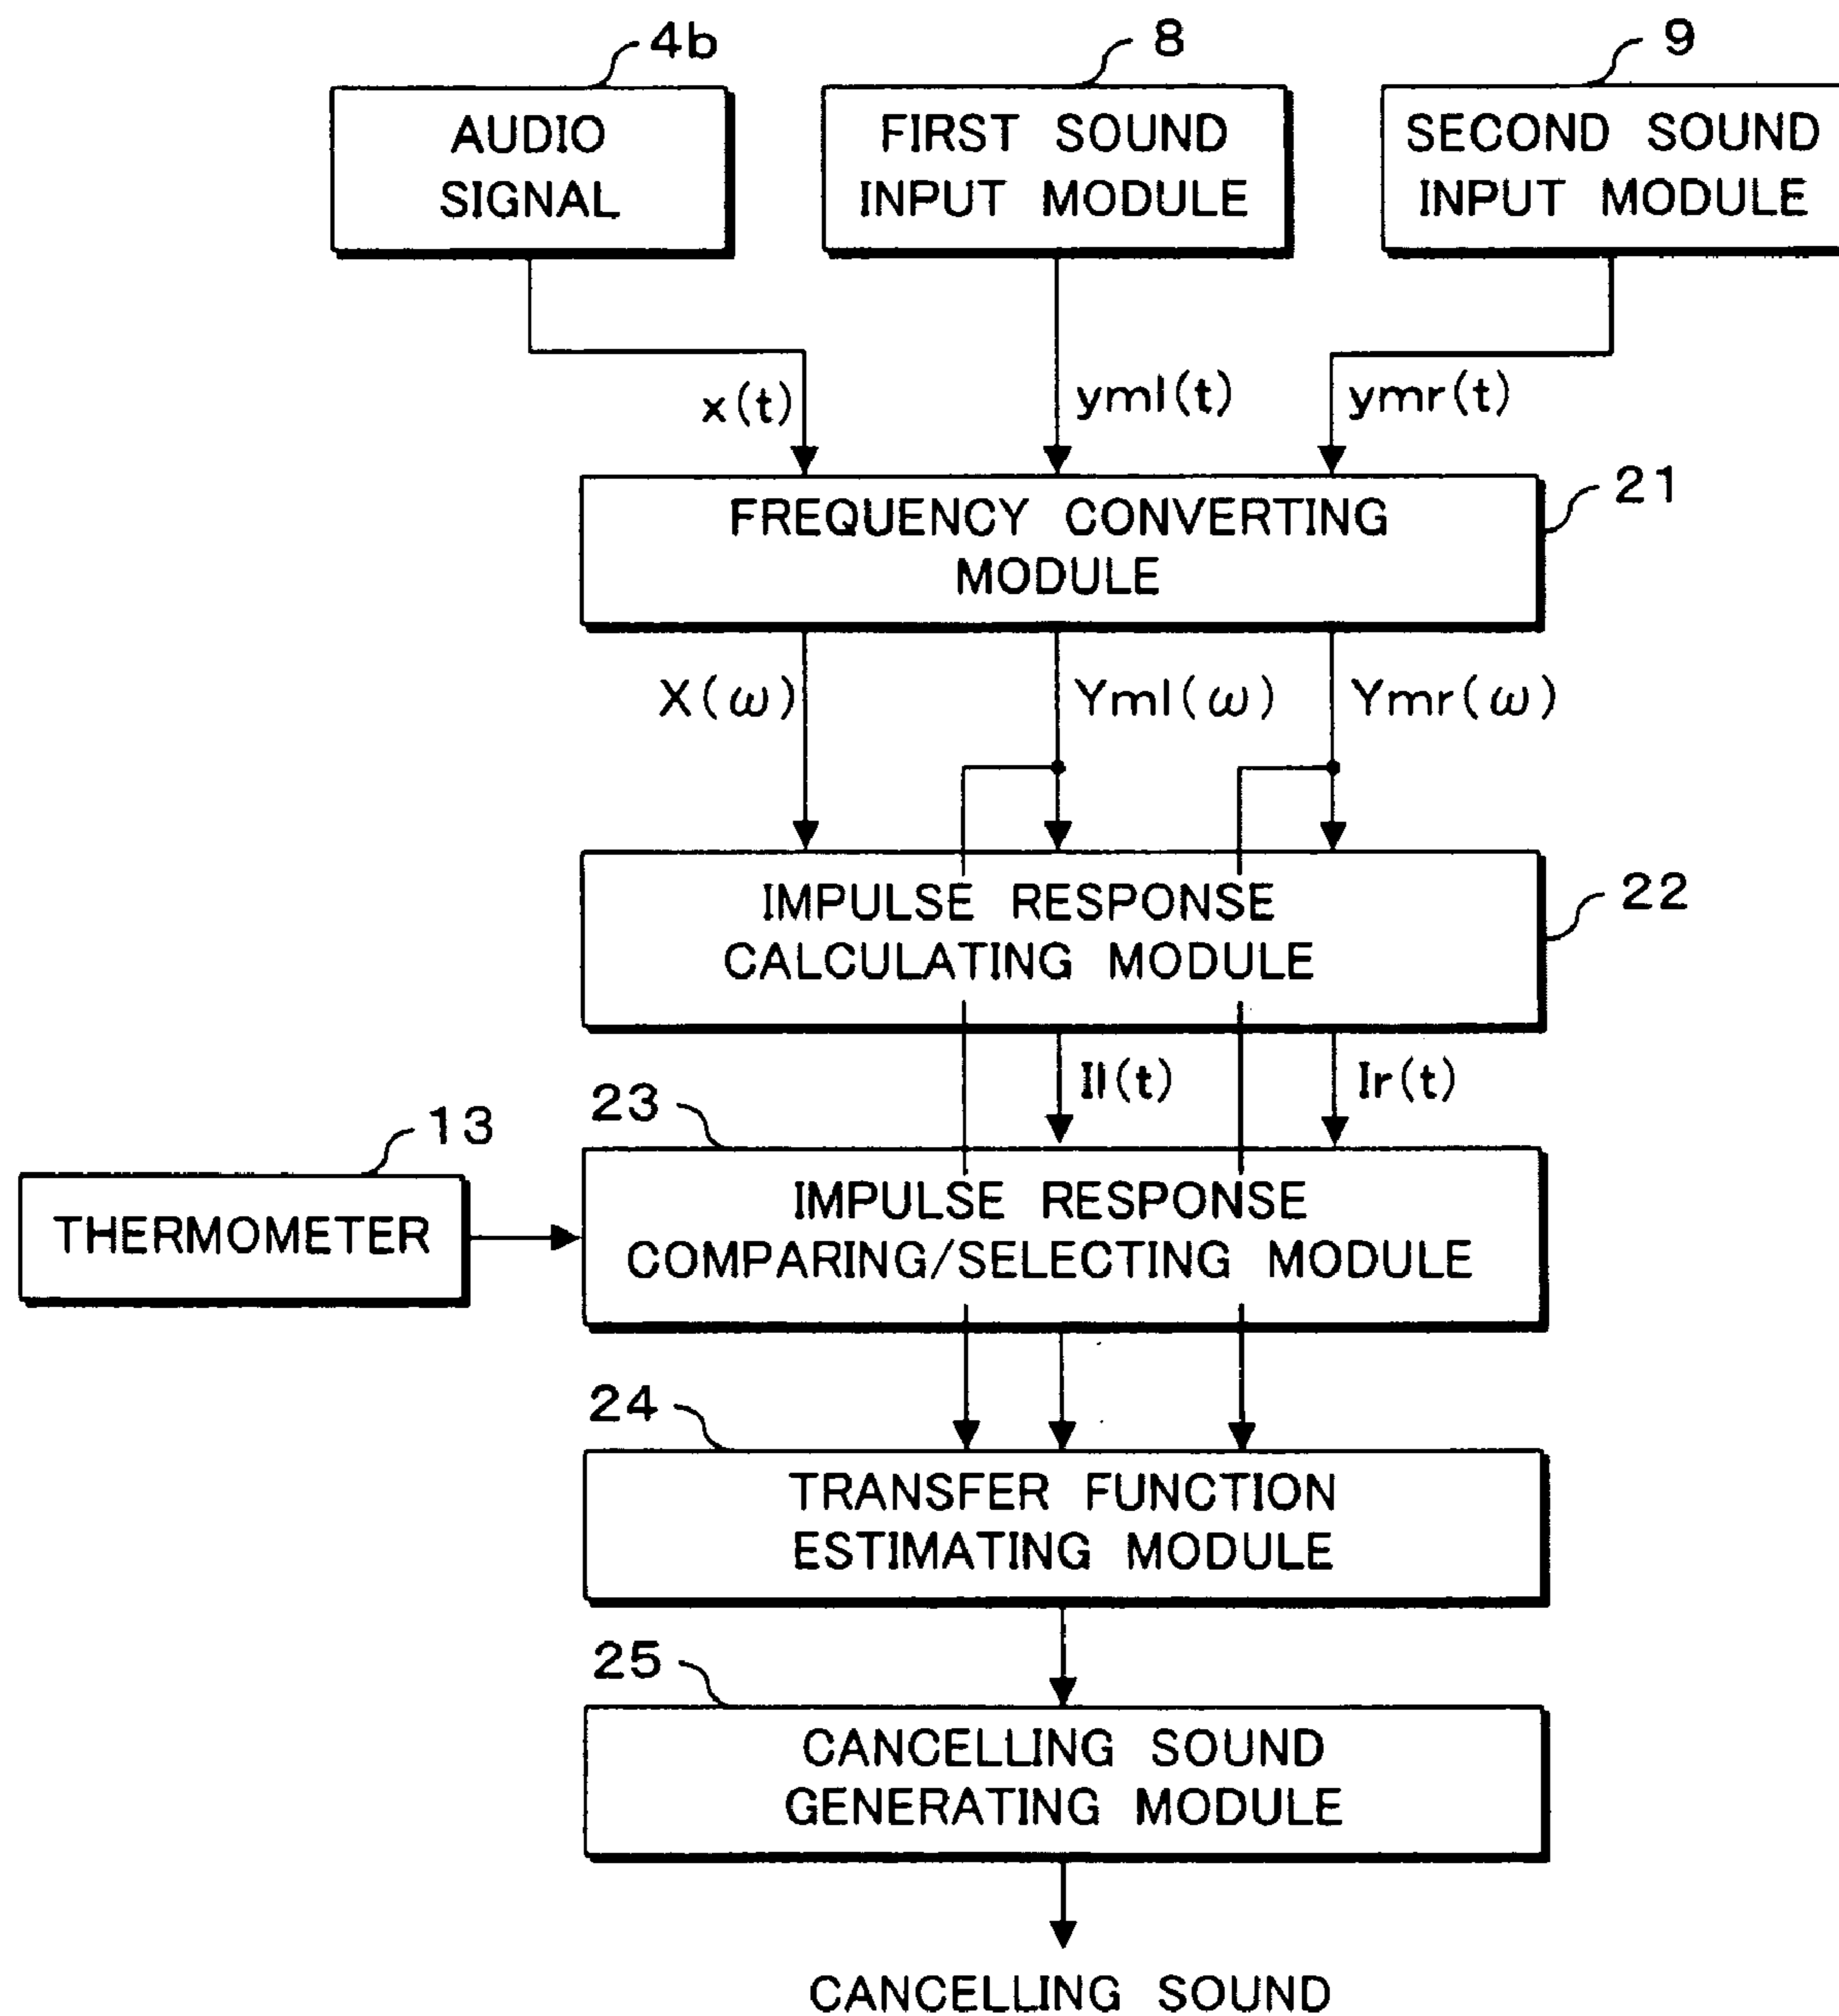 4b
8
9
AUDIO
SIGNAL
FIRST SOUND
INPUT MODULE
SECOND SOUND
INPUT MODULE
x(t)
yml(t)
ymr(t)
21
FREQUENCY CONVERTING
MODULE
X(ω)
Yml(ω)
Ymr(ω)
22
IMPULSE RESPONSE
CALCULATING MODULE
Il(t)
Ir(t)
23
13
THERMOMETER
IMPULSE RESPONSE
COMPARING/SELECTING MODULE
24
TRANSFER FUNCTION
ESTIMATING MODULE
25
CANCELLING SOUND
GENERATING MODULE
CANCELLING SOUND